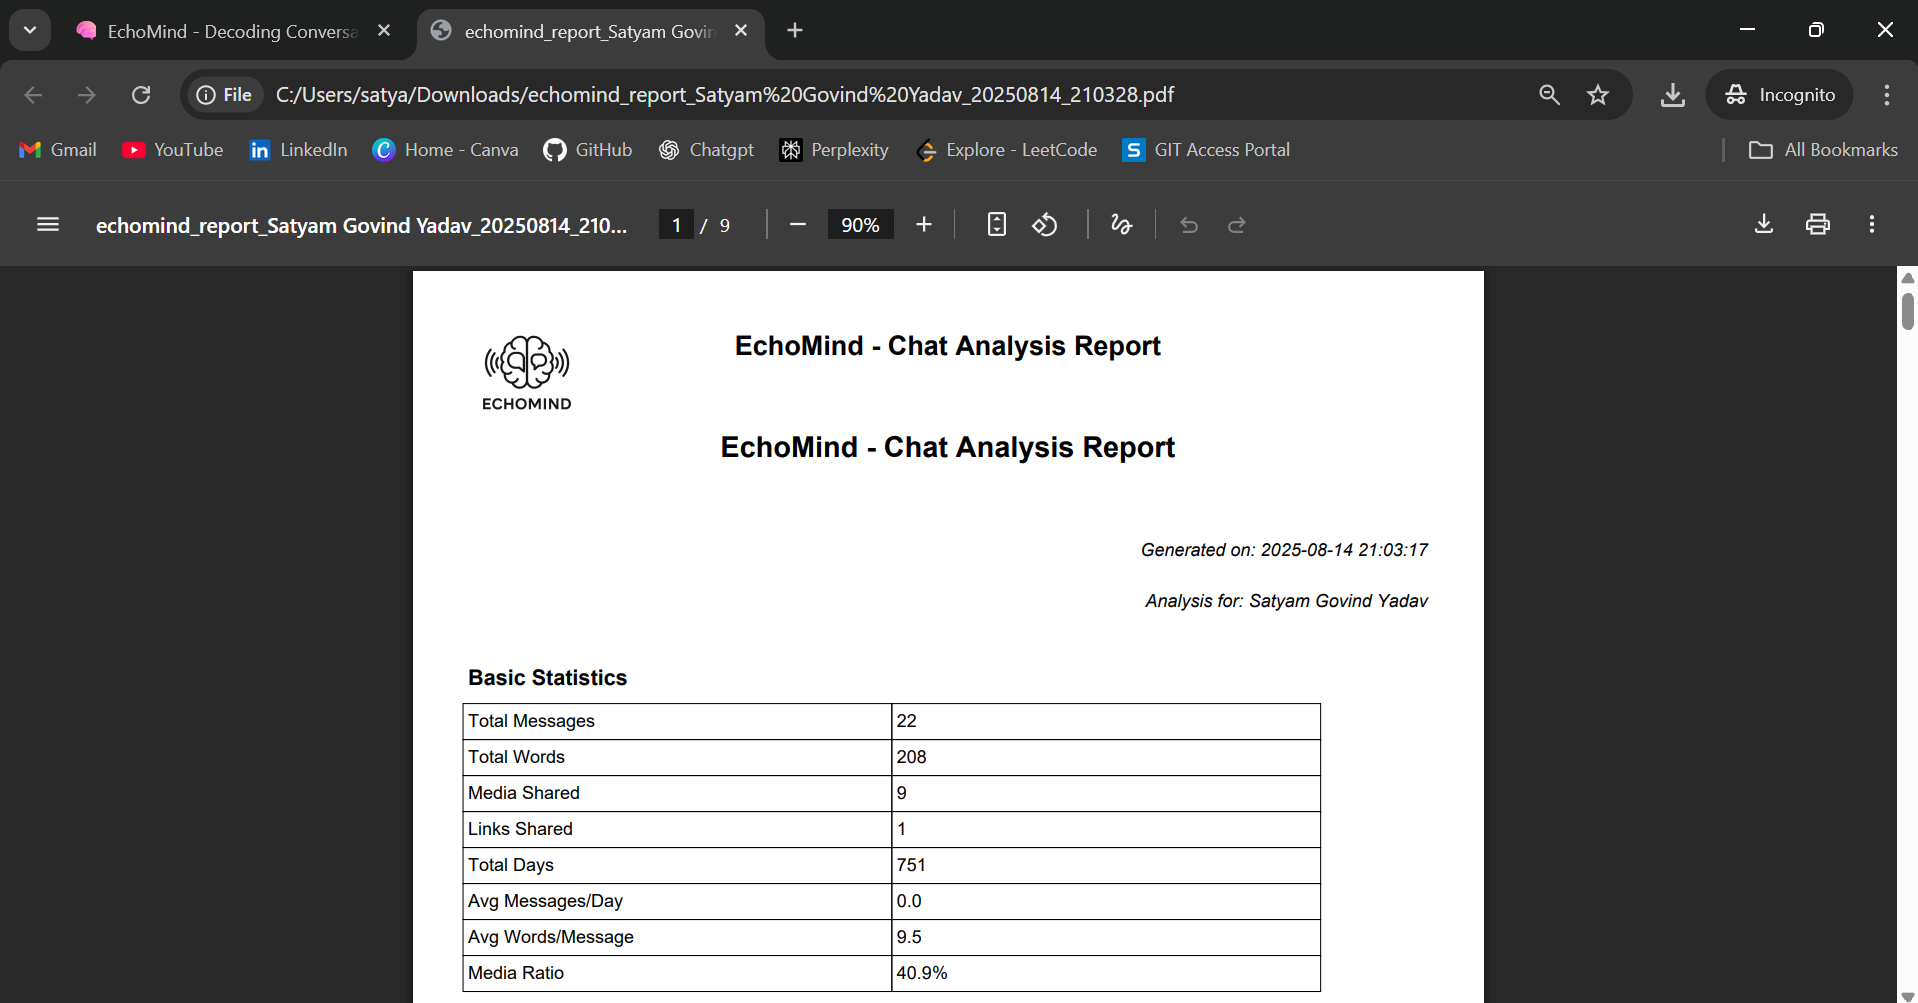 EchoMind - Decoding Conversa
echomind_report_Satyam Govin
File C:/Users/satya/Downloads/echomind_report_Satyam%20Govind%20Yadav_20250814_210328.pdf Incognito
Gmail YouTube LinkedIn Home - Canva GitHub Chatgpt Perplexity Explore - LeetCode GIT Access Portal All Bookmarks
echomind_report_Satyam Govind Yadav_20250814_210... 1 / 9 90%
EchoMind - Chat Analysis Report
ECHOMIND
EchoMind - Chat Analysis Report
Generated on: 2025-08-14 21:03:17
Analysis for: Satyam Govind Yadav
Basic Statistics
Total Messages 22
Total Words 208
Media Shared 9
Links Shared 1
Total Days 751
Avg Messages/Day 0.0
Avg Words/Message 9.5
Media Ratio 40.9%